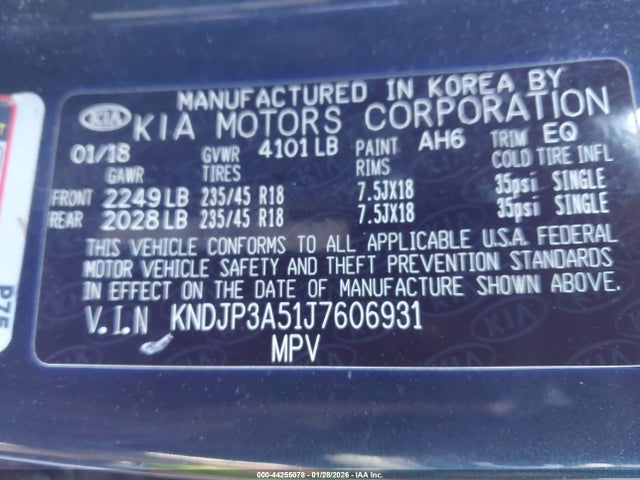 MANUFACTURED IN KOREA BY
KIA KIA MOTORS CORPORATION
01/18 GVWR 4101 LB PAINT AH6 TRIM EQ
GAWR TIRES RIMS COLD TIRE INFL
FRONT 2249 LB 235/45 R18 7.5JX18 35psi SINGLE
REAR 2028 LB 235/45 R18 7.5JX18 35psi SINGLE
THIS VEHICLE CONFORMS TO ALL APPLICABLE U.S.A. FEDERAL
MOTOR VEHICLE SAFETY AND THEFT PREVENTION STANDARDS
IN EFFECT ON THE DATE OF MANUFACTURE SHOWN ABOVE.
V.I.N KNDJP3A51J7606931
MPV
P75
000-44255078 - 01/28/2026 - IAA Inc.